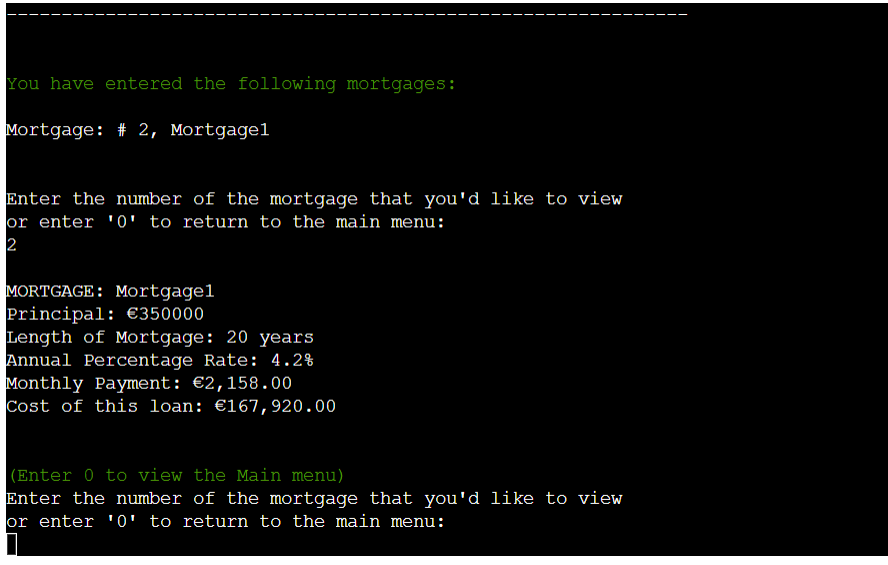 --------------------------------------------------------------
You have entered the following mortgages:
Mortgage: # 2, Mortgage1
Enter the number of the mortgage that you'd like to view
or enter '0' to return to the main menu:
2
MORTGAGE: Mortgage1
Principal: €350000
Length of Mortgage: 20 years
Annual Percentage Rate: 4.2%
Monthly Payment: €2,158.00
Cost of this loan: €167,920.00
(Enter 0 to view the Main menu)
Enter the number of the mortgage that you'd like to view
or enter '0' to return to the main menu: